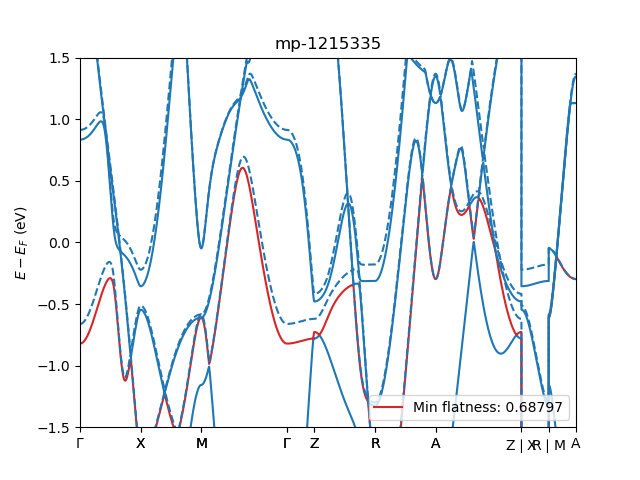 mp-1215335
E − E_F (eV)
1.5
1.0
0.5
0.0
−0.5
−1.0
−1.5
Min flatness: 0.68797
Γ X M Γ Z R A Z | X R | M A